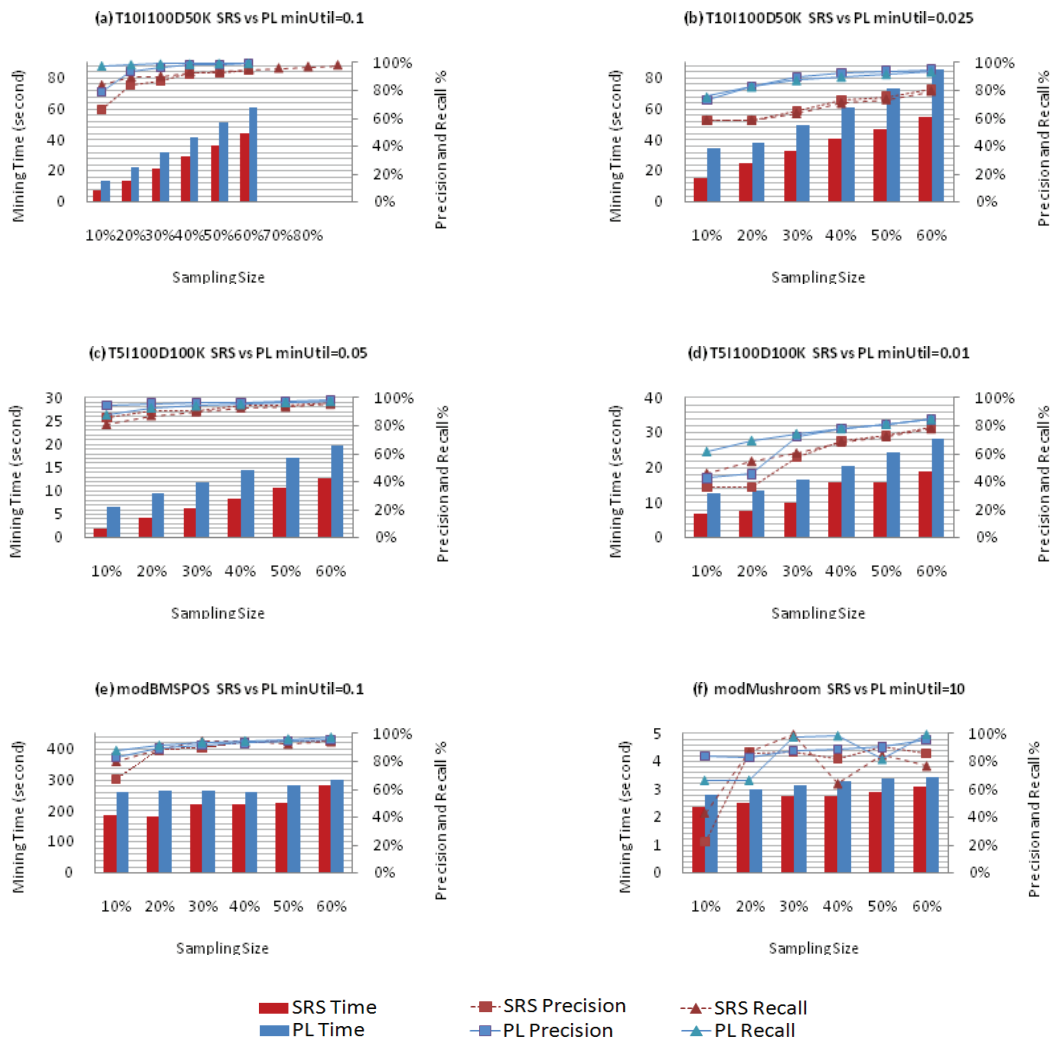 (a) T10I100D50K SRS vs PL minUtil=0.1
Mining Time (second)
80
60
40
20
0
100%
80%
60%
40%
20%
0%
Precision and Recall %
10% 20% 30% 40% 50% 60% 70% 80%
Sampling Size
(b) T10I100D50K SRS vs PL minUtil=0.025
Mining Time (second)
80
60
40
20
0
100%
80%
60%
40%
20%
0%
Precision and Recall %
10% 20% 30% 40% 50% 60%
Sampling Size
(c) T5I100D100K SRS vs PL minUtil=0.05
Mining Time (second)
30
25
20
15
10
5
0
100%
80%
60%
40%
20%
0%
Precision and Recall %
10% 20% 30% 40% 50% 60%
Sampling Size
(d) T5I100D100K SRS vs PL minUtil=0.01
Mining Time (second)
40
30
20
10
0
100%
80%
60%
40%
20%
0%
Precision and Recall %
10% 20% 30% 40% 50% 60%
Sampling Size
(e) modBMSPOS SRS vs PL minUtil=0.1
Mining Time (second)
400
300
200
100
0
100%
80%
60%
40%
20%
0%
Precision and Recall %
10% 20% 30% 40% 50% 60%
Sampling Size
(f) modMushroom SRS vs PL minUtil=10
Mining Time (second)
5
4
3
2
1
0
100%
80%
60%
40%
20%
0%
Precision and Recall %
10% 20% 30% 40% 50% 60%
Sampling Size
SRS Time
SRS Precision
SRS Recall
PL Time
PL Precision
PL Recall